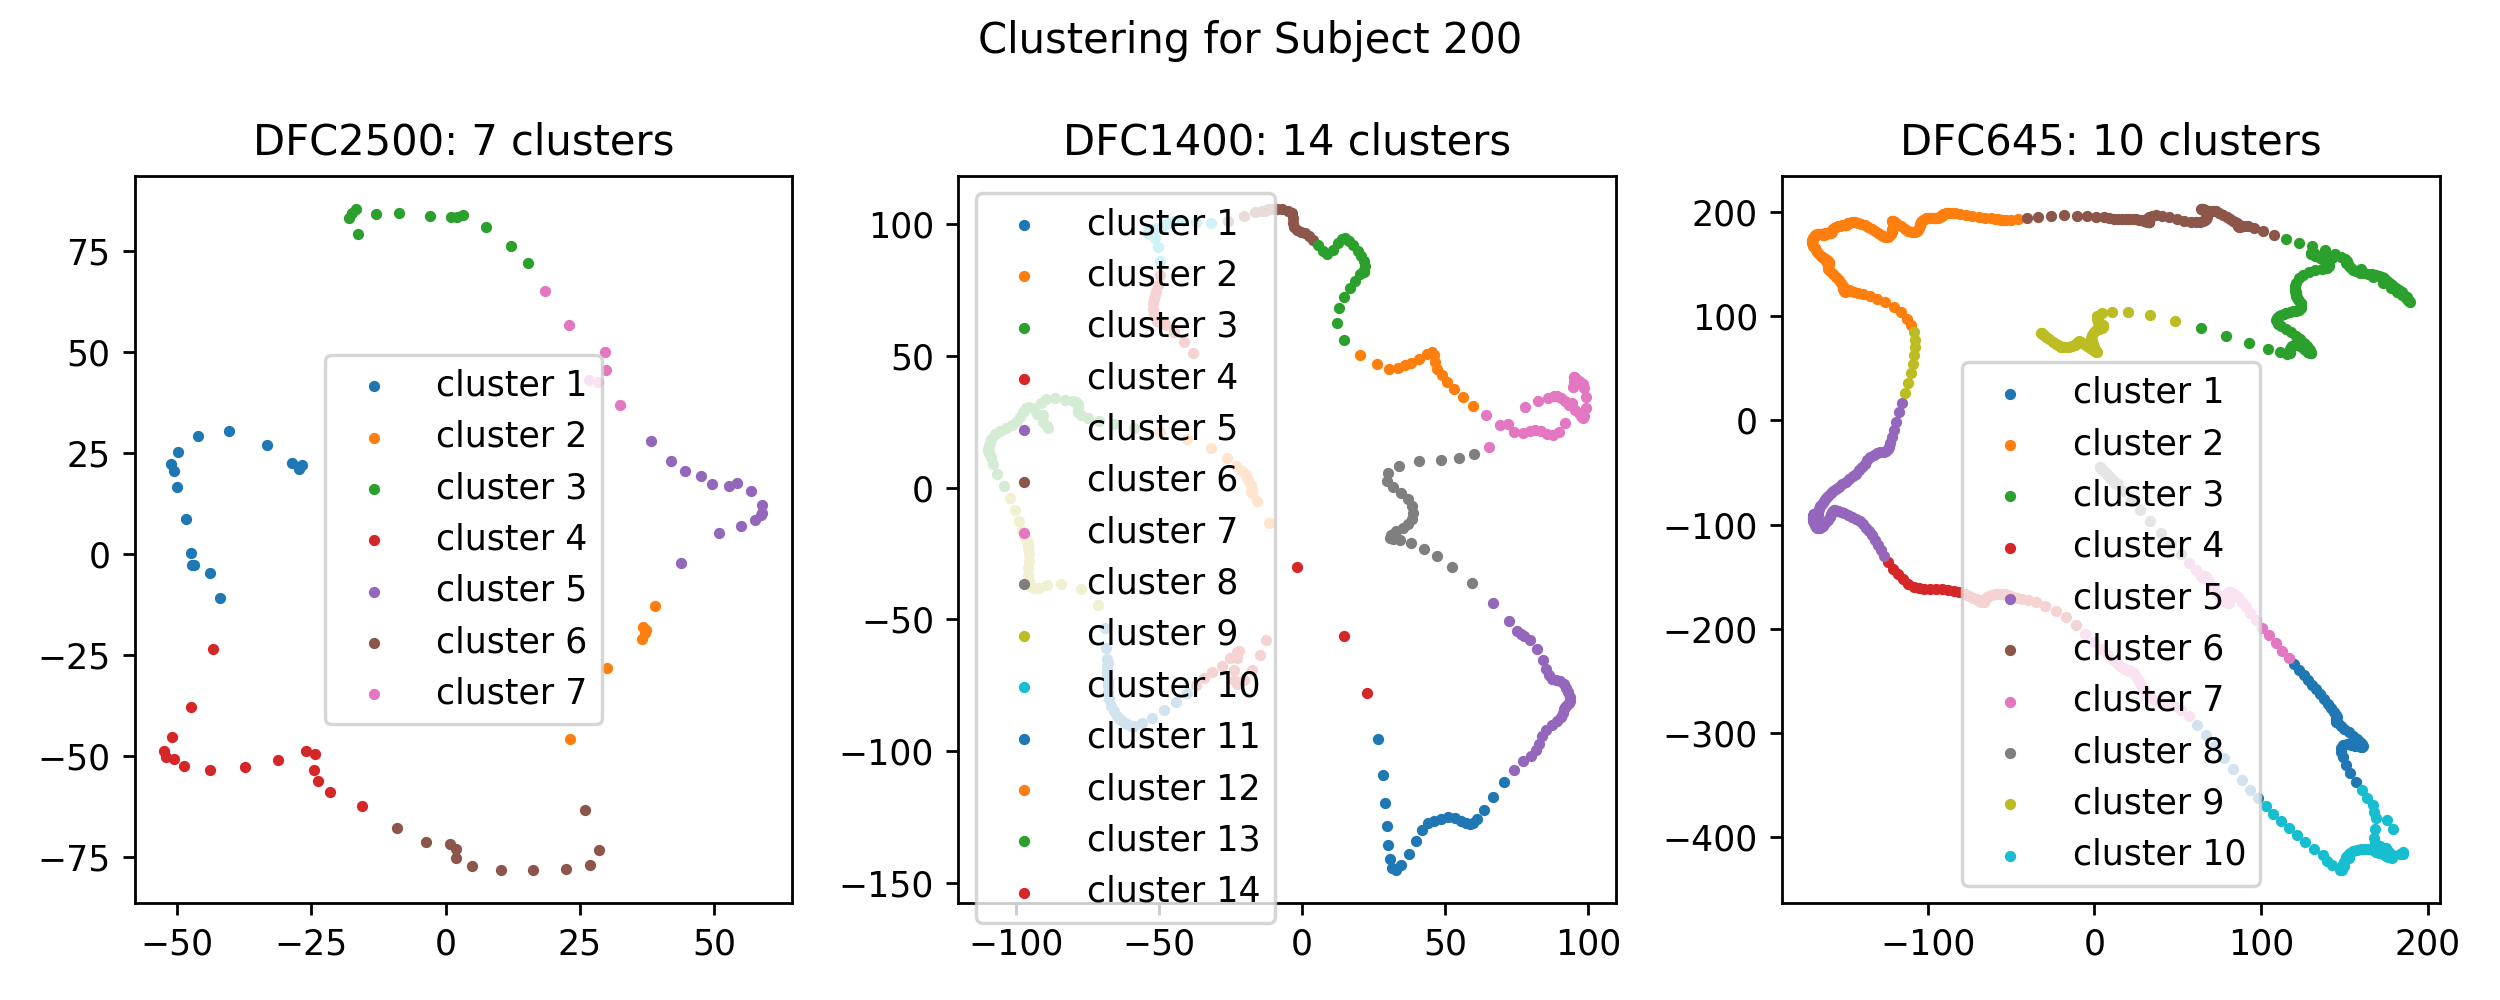 Clustering for Subject 200
DFC2500: 7 clusters
75
50
25
0
−25
−50
−75
−50
−25
0
25
50
cluster 1
cluster 2
cluster 3
cluster 4
cluster 5
cluster 6
cluster 7
DFC1400: 14 clusters
100
50
0
−50
−100
−150
−100
−50
0
50
100
cluster 1
cluster 2
cluster 3
cluster 4
cluster 5
cluster 6
cluster 7
cluster 8
cluster 9
cluster 10
cluster 11
cluster 12
cluster 13
cluster 14
DFC645: 10 clusters
200
100
0
−100
−200
−300
−400
−100
0
100
200
cluster 1
cluster 2
cluster 3
cluster 4
cluster 5
cluster 6
cluster 7
cluster 8
cluster 9
cluster 10